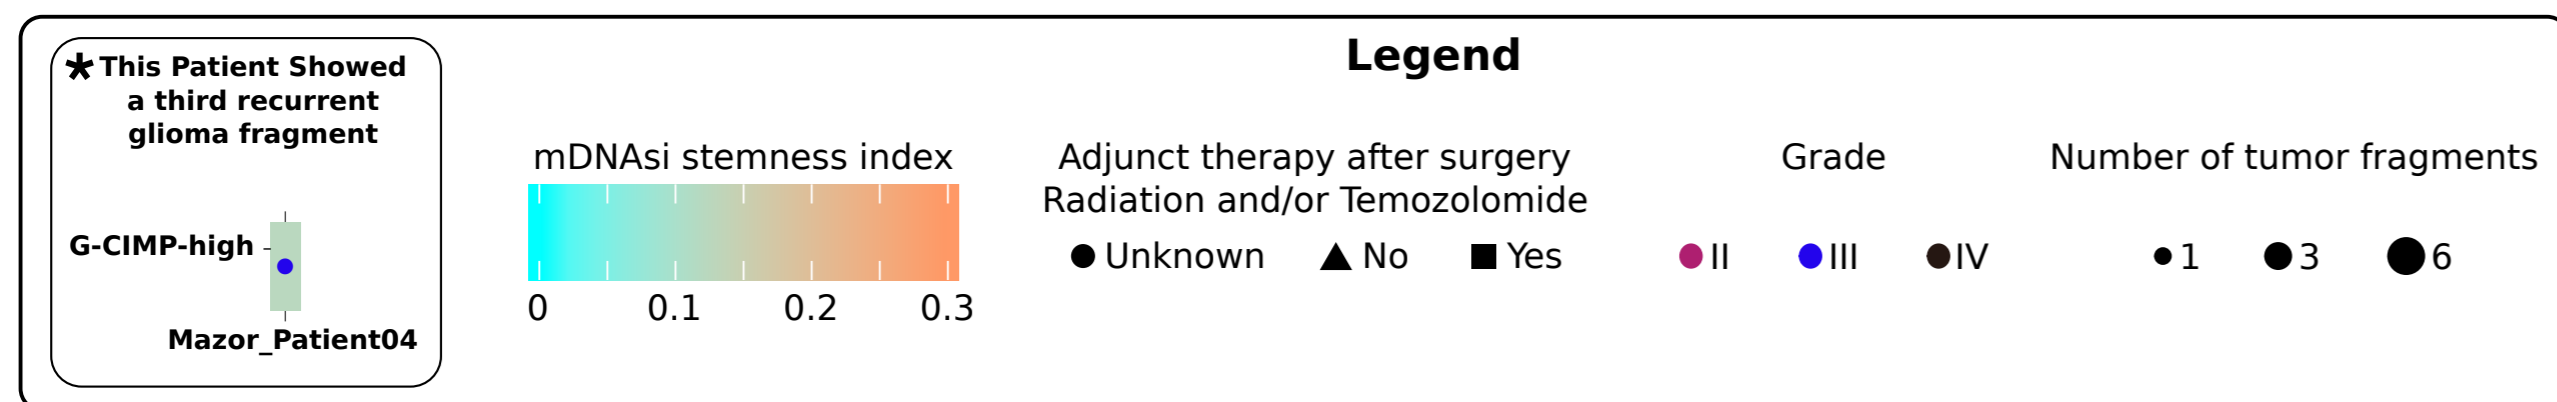 Legend
*This Patient Showed
a third recurrent
glioma fragment
G-CIMP-high
Mazor_Patient04
mDNAsi stemness index
0 0.1 0.2 0.3
Adjunct therapy after surgery
Radiation and/or Temozolomide
Unknown No Yes
Grade
II III IV
Number of tumor fragments
1 3 6